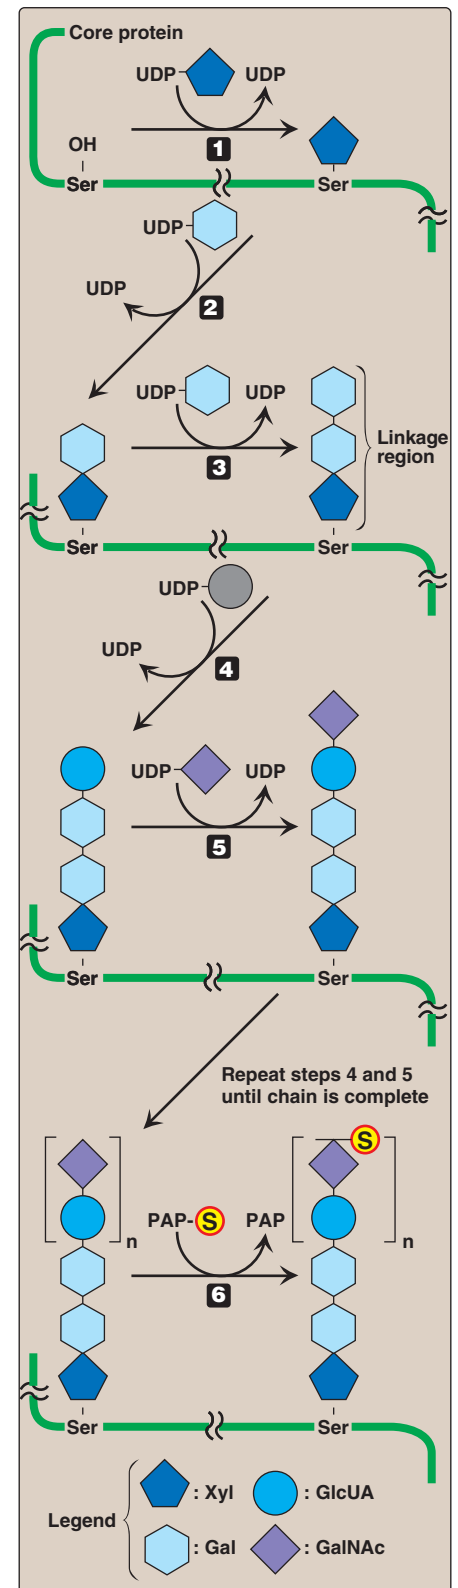 Core protein
UDP UDP
1
OH
Ser Ser
UDP
UDP
2
UDP UDP
3
Linkage
region
Ser Ser
UDP
UDP
4
UDP UDP
5
Ser Ser
Repeat steps 4 and 5
until chain is complete
S
n PAP-S PAP n
6
Ser Ser
Legend
: Xyl : GlcUA
: Gal : GalNAc